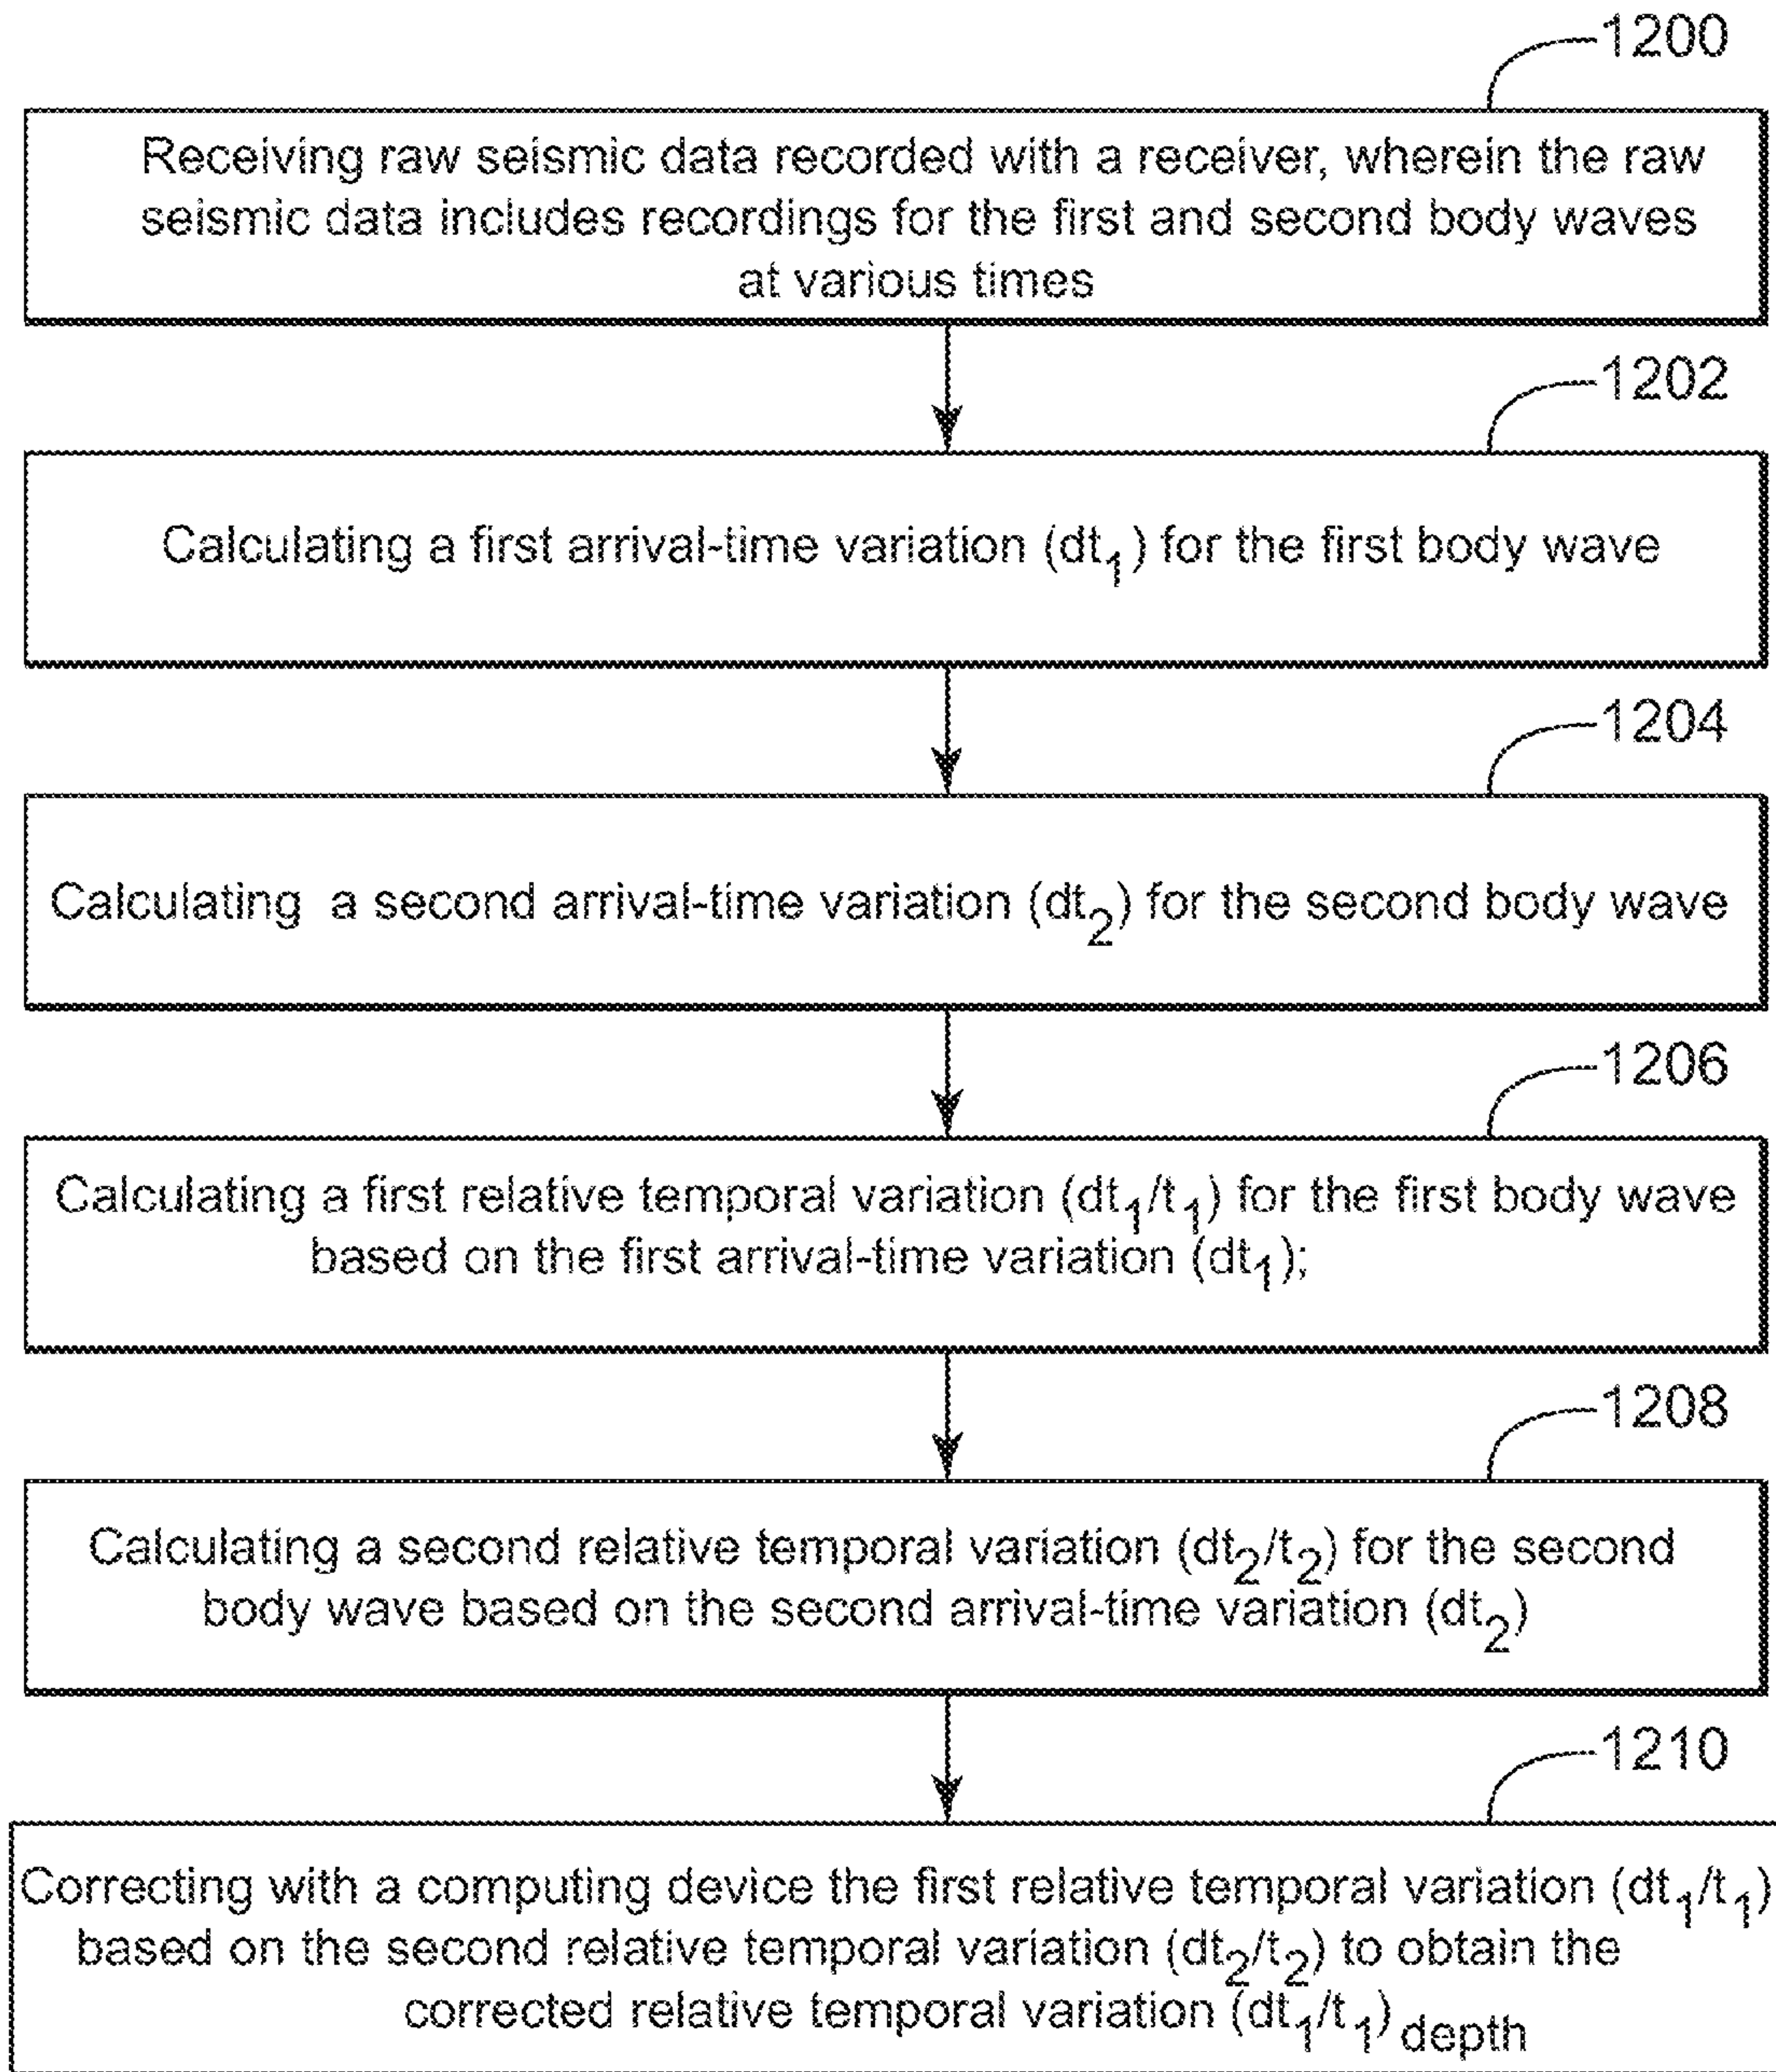 1200
Receiving raw seismic data recorded with a receiver, wherein the raw
seismic data includes recordings for the first and second body waves
at various times
1202
Calculating a first arrival-time variation (dt₁) for the first body wave
1204
Calculating a second arrival-time variation (dt₂) for the second body wave
1206
Calculating a first relative temporal variation (dt₁/t₁) for the first body wave
based on the first arrival-time variation (dt₁);
1208
Calculating a second relative temporal variation (dt₂/t₂) for the second
body wave based on the second arrival-time variation (dt₂)
1210
Correcting with a computing device the first relative temporal variation (dt₁/t₁)
based on the second relative temporal variation (dt₂/t₂) to obtain the
corrected relative temporal variation (dt₁/t₁) depth